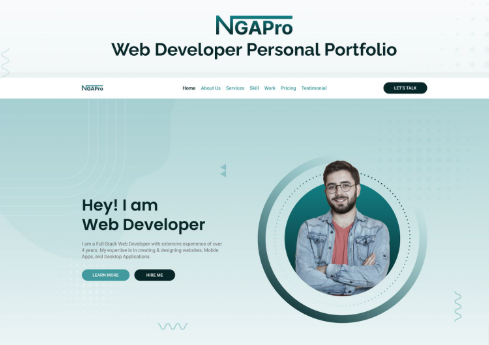 NGAPro
Web Developer Personal Portfolio
NGAPro
Home About Us Services Skill Work Pricing Testimonial
LET'S TALK
Hey! I am
Web Developer
I am a Full-Stack Web Developer with extensive experience of over
4 years. My expertise is in creating & designing websites, Mobile
Apps, and Desktop Applications.
LEARN MORE
HIRE ME